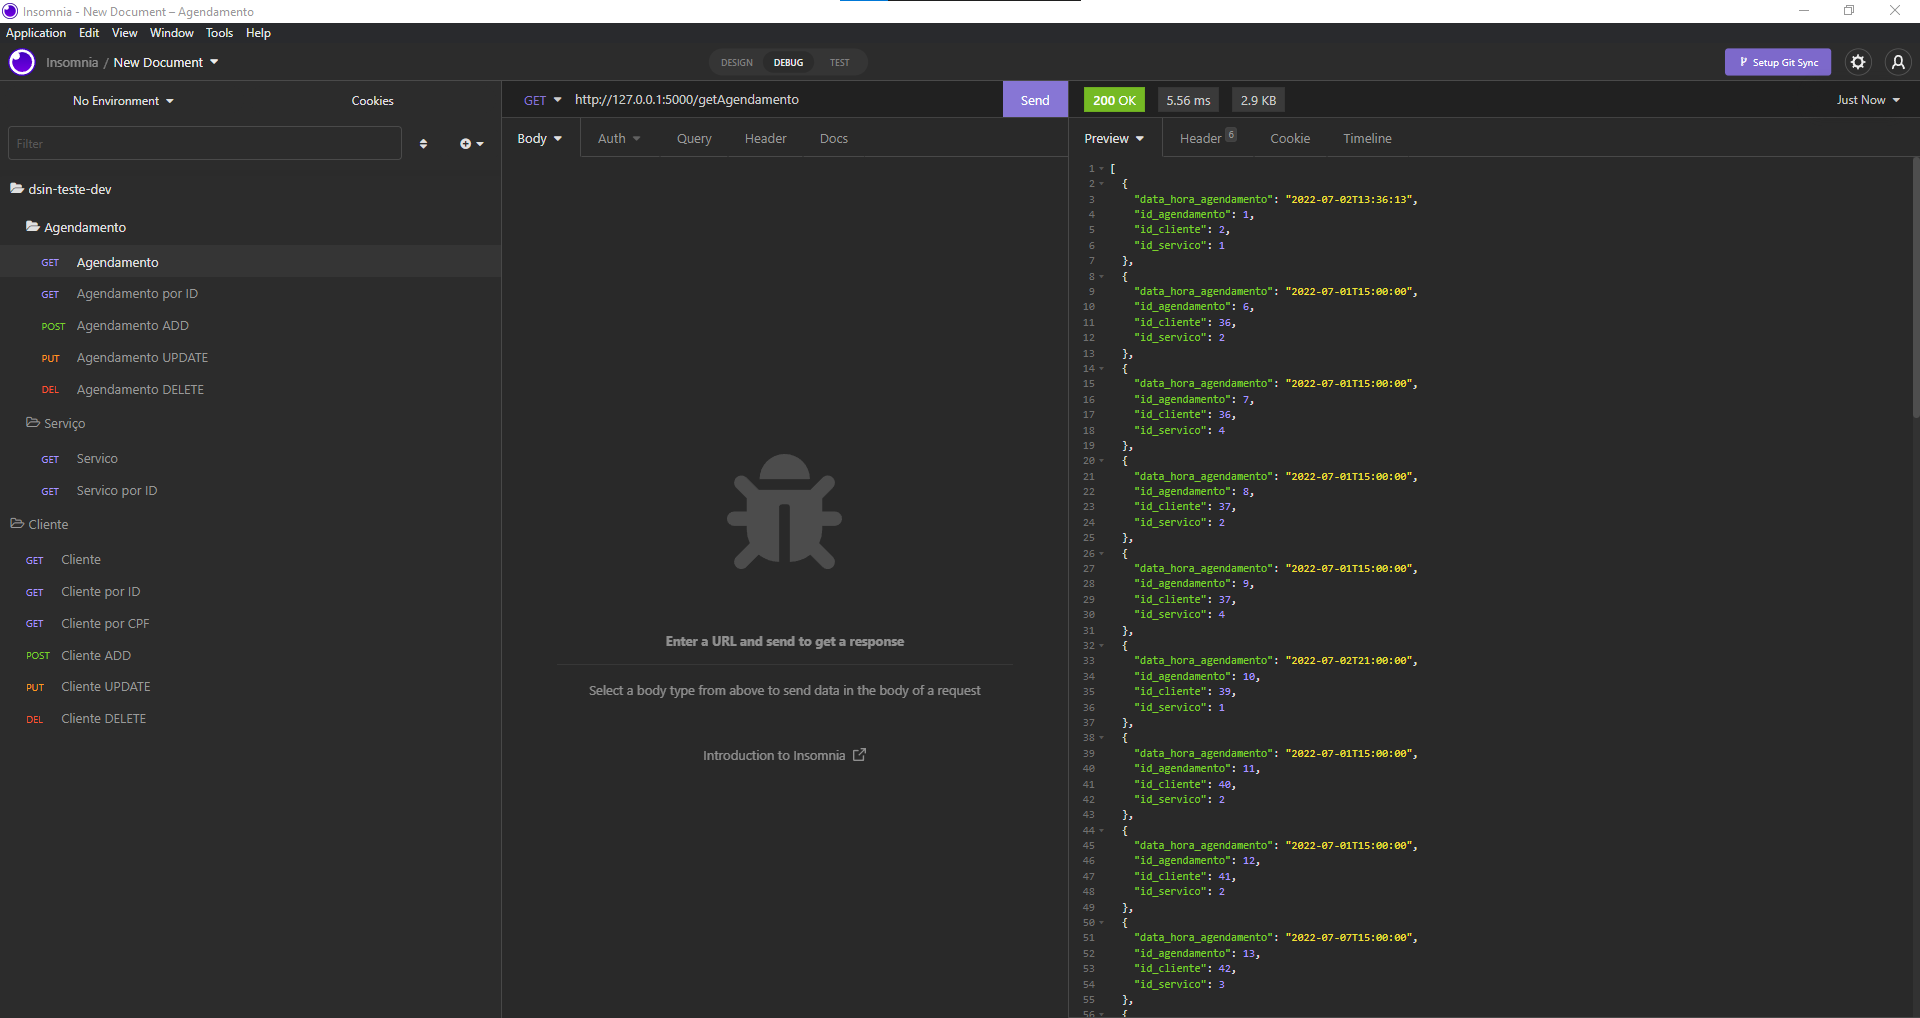 Insomnia - New Document – Agendamento
Application Edit View Window Tools Help
Insomnia / New Document
DESIGN DEBUG TEST
Setup Git Sync
No Environment
Cookies
Filter
dsin-teste-dev
Agendamento
GET Agendamento
GET Agendamento por ID
POST Agendamento ADD
PUT Agendamento UPDATE
DEL Agendamento DELETE
Serviço
GET Servico
GET Servico por ID
Cliente
GET Cliente
GET Cliente por ID
GET Cliente por CPF
POST Cliente ADD
PUT Cliente UPDATE
DEL Cliente DELETE
GET http://127.0.0.1:5000/getAgendamento Send
Body Auth Query Header Docs
Enter a URL and send to get a response
Select a body type from above to send data in the body of a request
Introduction to Insomnia
200 OK 5.56 ms 2.9 KB Just Now
Preview Header 6 Cookie Timeline
1 [
2 {
3 "data_hora_agendamento": "2022-07-02T13:36:13",
4 "id_agendamento": 1,
5 "id_cliente": 2,
6 "id_servico": 1
7 },
8 {
9 "data_hora_agendamento": "2022-07-01T15:00:00",
10 "id_agendamento": 6,
11 "id_cliente": 36,
12 "id_servico": 2
13 },
14 {
15 "data_hora_agendamento": "2022-07-01T15:00:00",
16 "id_agendamento": 7,
17 "id_cliente": 36,
18 "id_servico": 4
19 },
20 {
21 "data_hora_agendamento": "2022-07-01T15:00:00",
22 "id_agendamento": 8,
23 "id_cliente": 37,
24 "id_servico": 2
25 },
26 {
27 "data_hora_agendamento": "2022-07-01T15:00:00",
28 "id_agendamento": 9,
29 "id_cliente": 37,
30 "id_servico": 4
31 },
32 {
33 "data_hora_agendamento": "2022-07-02T21:00:00",
34 "id_agendamento": 10,
35 "id_cliente": 39,
36 "id_servico": 1
37 },
38 {
39 "data_hora_agendamento": "2022-07-01T15:00:00",
40 "id_agendamento": 11,
41 "id_cliente": 40,
42 "id_servico": 2
43 },
44 {
45 "data_hora_agendamento": "2022-07-01T15:00:00",
46 "id_agendamento": 12,
47 "id_cliente": 41,
48 "id_servico": 2
49 },
50 {
51 "data_hora_agendamento": "2022-07-07T15:00:00",
52 "id_agendamento": 13,
53 "id_cliente": 42,
54 "id_servico": 3
55 },
56 {